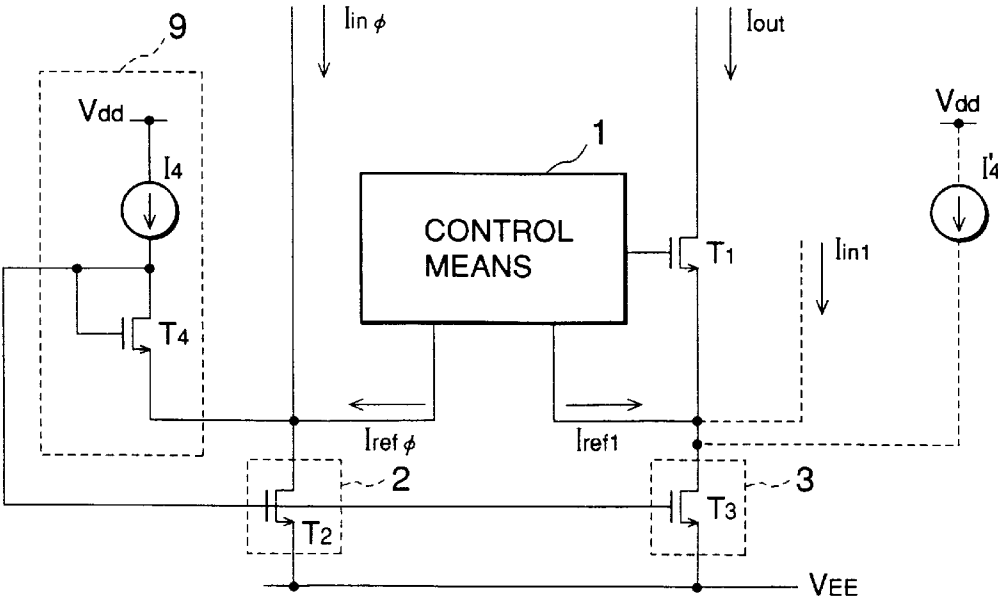 9
Iin φ
Iout
Vdd
I4
1
CONTROL
MEANS
T1
Iin1
Vdd
I'4
T4
Iref φ
Iref1
2
T2
3
T3
VEE